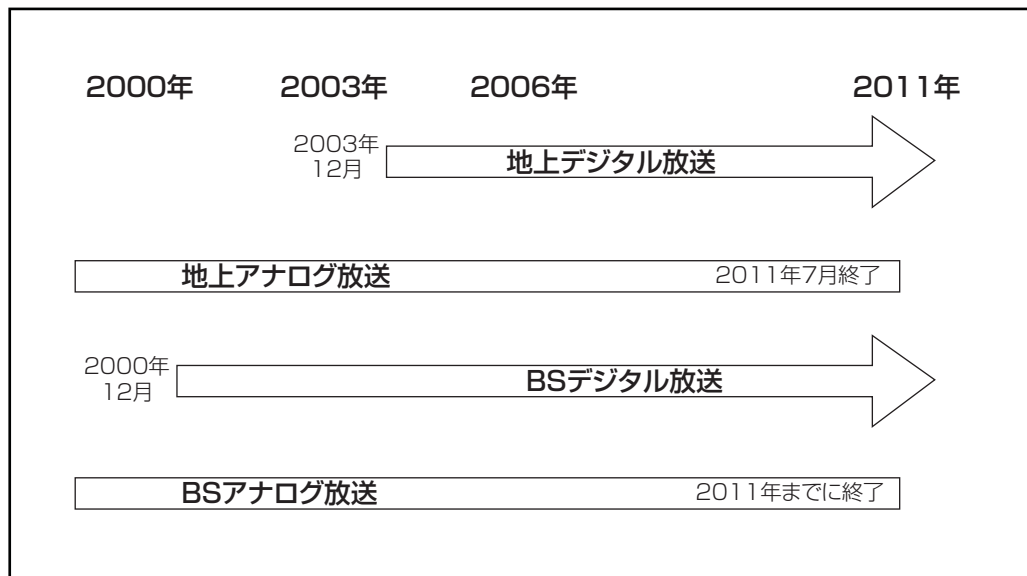 2000年 2003年 2006年 2011年
2003年
12月
地上デジタル放送
地上アナログ放送 2011年7月終了
2000年
12月
BSデジタル放送
BSアナログ放送 2011年までに終了